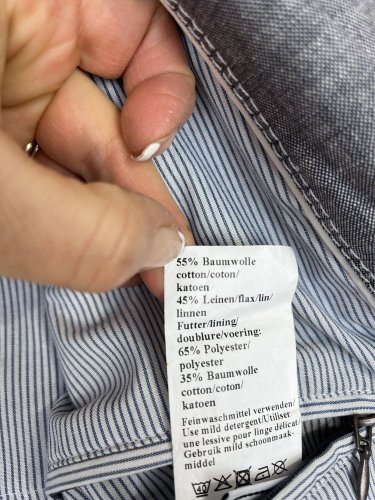 55% Baumwolle
cotton/coton/
katoen
45% Leinen/flax/lin/
linnen
Futter/lining/
doublure/voering:
65% Polyester/
polyester
35% Baumwolle
cotton/coton/
katoen
Feinwaschmittel verwenden/
Use mild detergent/Utiliser
une lessive pour linge délicat/
Gebruik mild schoonmaak-
middel